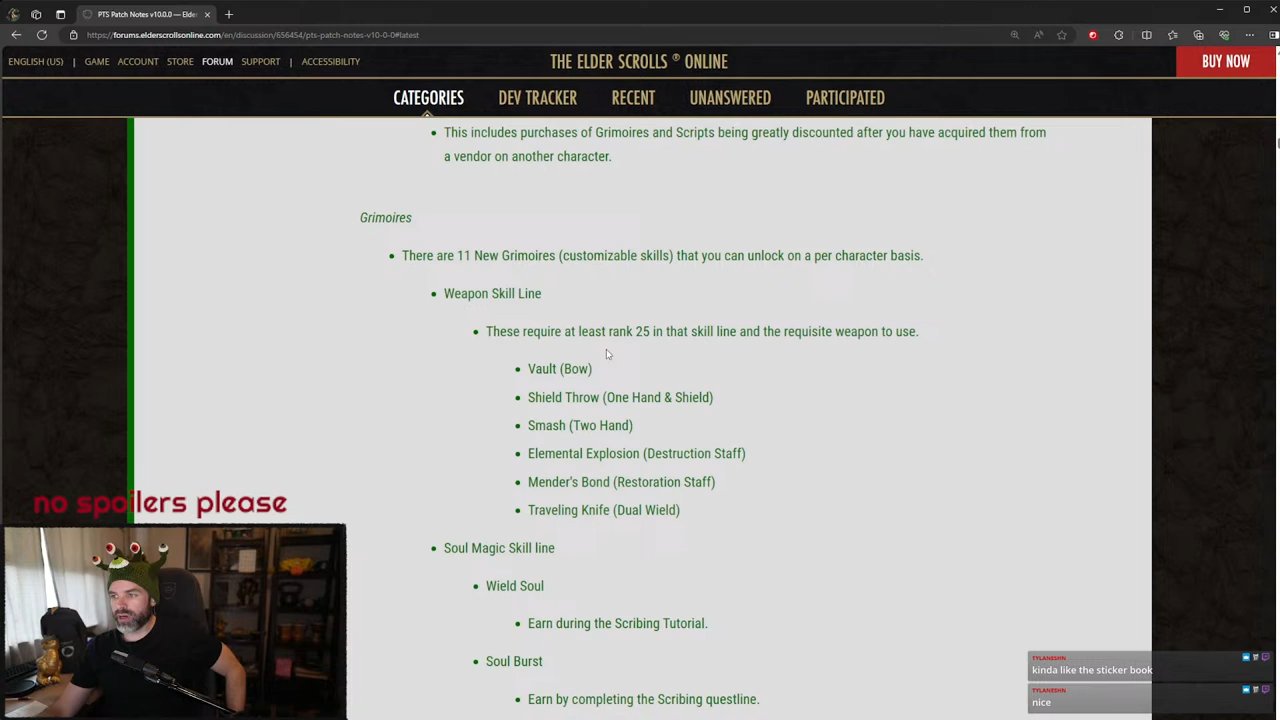 PTS Patch Notes v10.0.0 — Elder
https://forums.elderscrollsonline.com/en/discussion/656454/pts-patch-notes-v10-0-0#latest
ENGLISH (US) | GAME ACCOUNT STORE FORUM SUPPORT | ACCESSIBILITY
THE ELDER SCROLLS ® ONLINE
BUY NOW
CATEGORIES DEV TRACKER RECENT UNANSWERED PARTICIPATED
• This includes purchases of Grimoires and Scripts being greatly discounted after you have acquired them from
a vendor on another character.
Grimoires
• There are 11 New Grimoires (customizable skills) that you can unlock on a per character basis.
• Weapon Skill Line
• These require at least rank 25 in that skill line and the requisite weapon to use.
• Vault (Bow)
• Shield Throw (One Hand & Shield)
• Smash (Two Hand)
• Elemental Explosion (Destruction Staff)
• Mender's Bond (Restoration Staff)
• Traveling Knife (Dual Wield)
• Soul Magic Skill line
• Wield Soul
• Earn during the Scribing Tutorial.
• Soul Burst
• Earn by completing the Scribing questline.
no spoilers please
TYLANESHN
kinda like the sticker book
TYLANESHN
nice